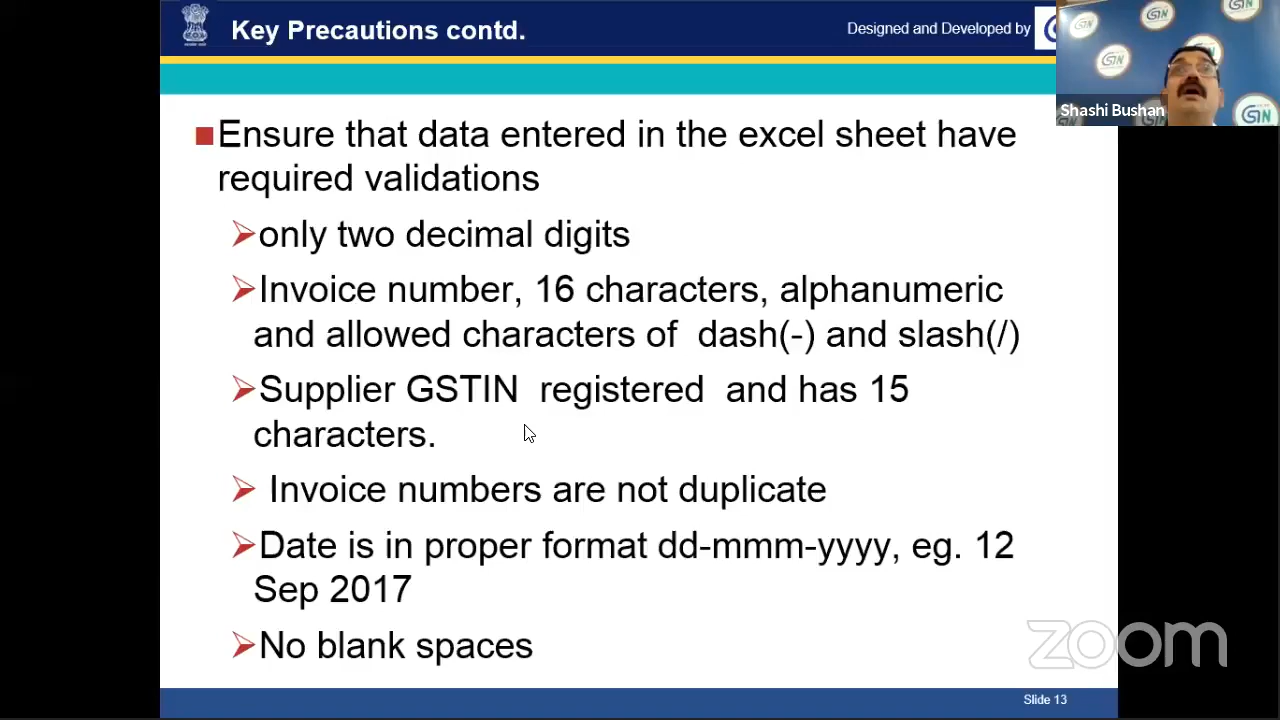 Key Precautions contd.
Designed and Developed by
Shashi Bushan
Ensure that data entered in the excel sheet have
required validations
only two decimal digits
Invoice number, 16 characters, alphanumeric
and allowed characters of dash(-) and slash(/)
Supplier GSTIN registered and has 15
characters.
Invoice numbers are not duplicate
Date is in proper format dd-mmm-yyyy, eg. 12
Sep 2017
No blank spaces
zoom
Slide 13